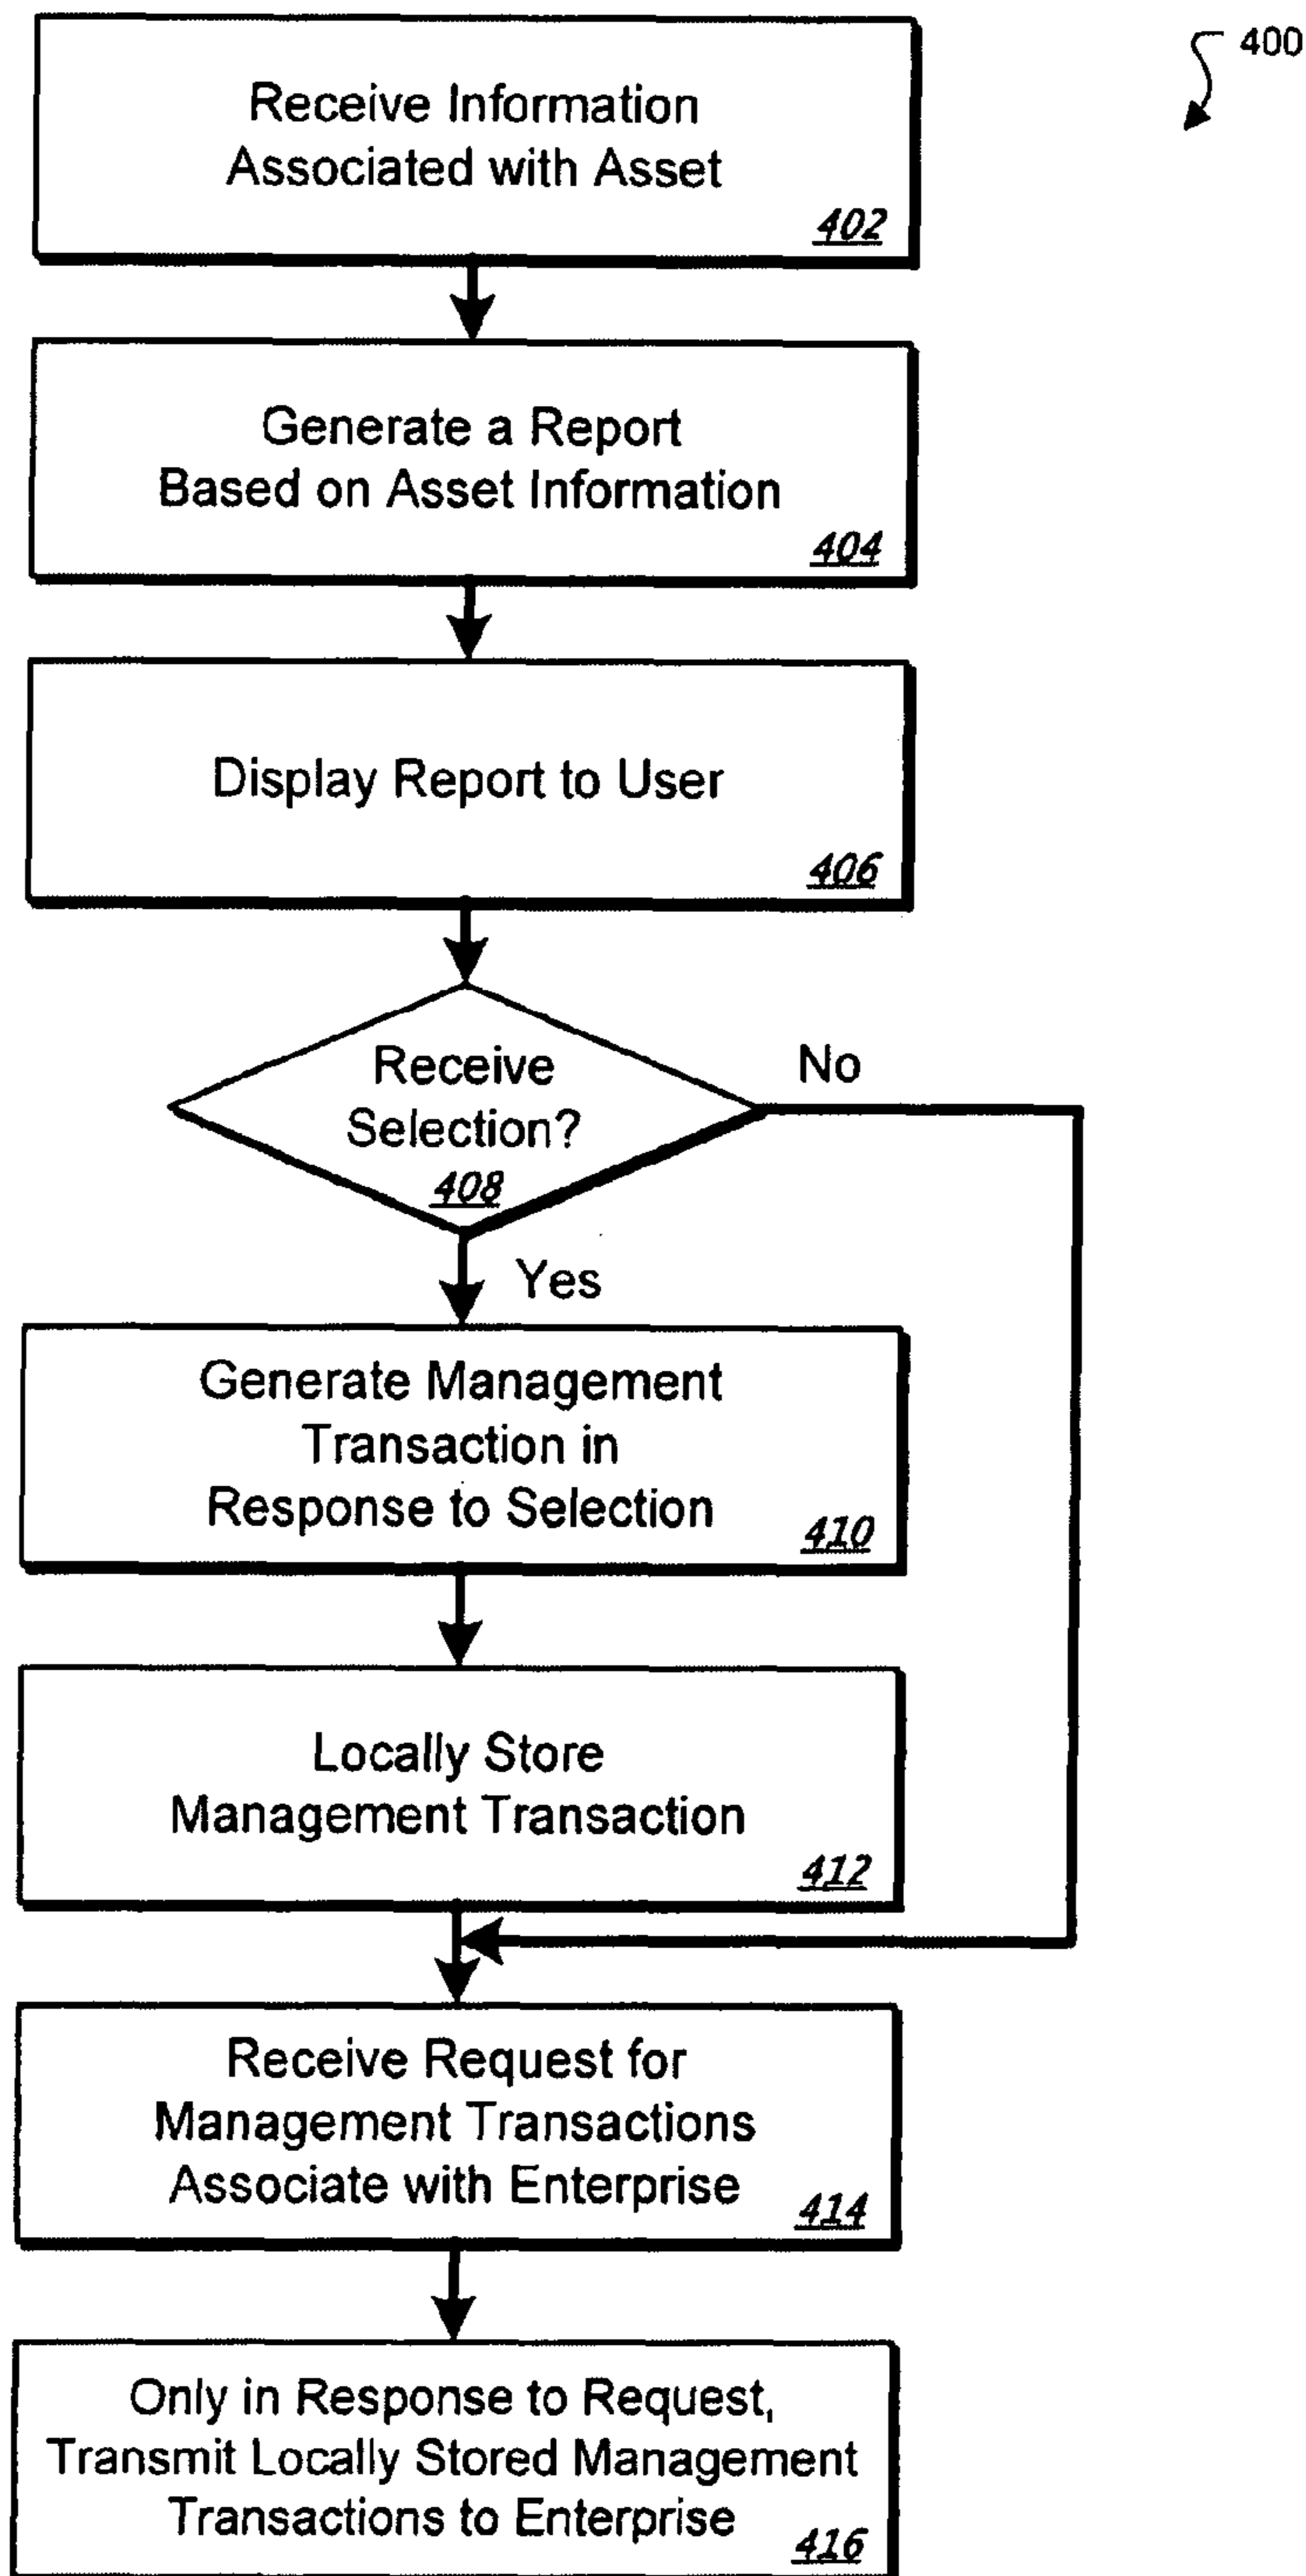 400
Receive Information
Associated with Asset
402
Generate a Report
Based on Asset Information
404
Display Report to User
406
Receive
Selection?
408
No
Yes
Generate Management
Transaction in
Response to Selection
410
Locally Store
Management Transaction
412
Receive Request for
Management Transactions
Associate with Enterprise
414
Only in Response to Request,
Transmit Locally Stored Management
Transactions to Enterprise
416